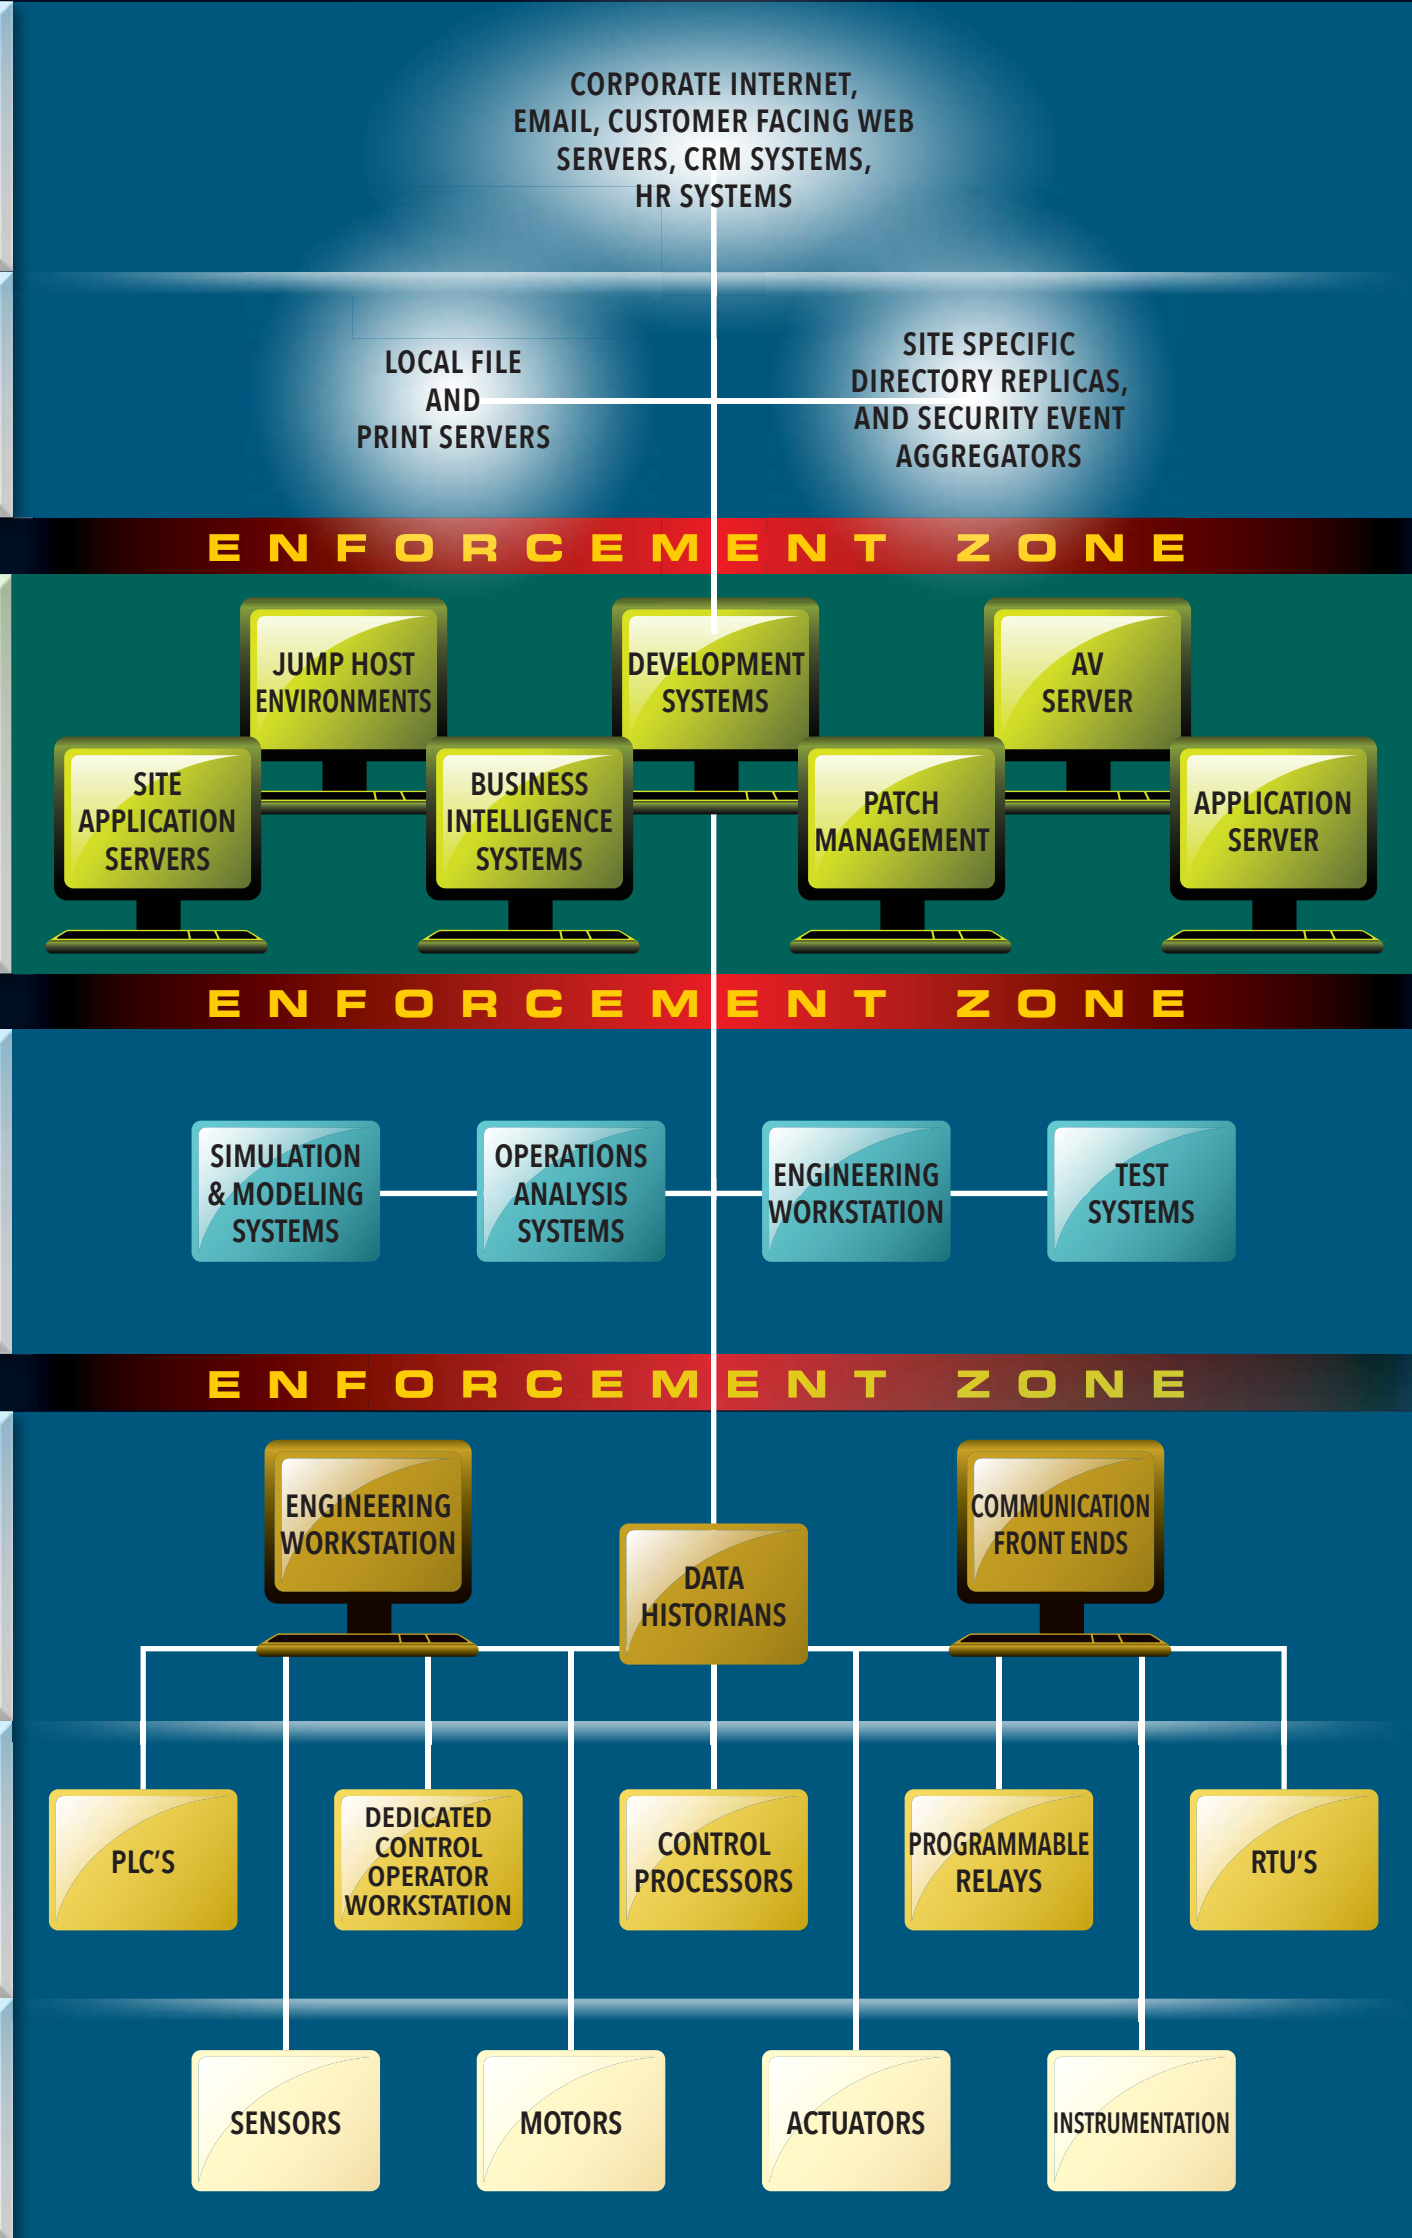 CORPORATE INTERNET,
EMAIL, CUSTOMER FACING WEB
SERVERS, CRM SYSTEMS,
HR SYSTEMS
LOCAL FILE
AND
PRINT SERVERS
SITE SPECIFIC
DIRECTORY REPLICAS,
AND SECURITY EVENT
AGGREGATORS
ENFORCEMENT ZONE
JUMP HOST
ENVIRONMENTS
DEVELOPMENT
SYSTEMS
AV
SERVER
SITE
APPLICATION
SERVERS
BUSINESS
INTELLIGENCE
SYSTEMS
PATCH
MANAGEMENT
APPLICATION
SERVER
ENFORCEMENT ZONE
SIMULATION
& MODELING
SYSTEMS
OPERATIONS
ANALYSIS
SYSTEMS
ENGINEERING
WORKSTATION
TEST
SYSTEMS
ENFORCEMENT ZONE
ENGINEERING
WORKSTATION
DATA
HISTORIANS
COMMUNICATION
FRONT ENDS
PLC'S
DEDICATED
CONTROL
OPERATOR
WORKSTATION
CONTROL
PROCESSORS
PROGRAMMABLE
RELAYS
RTU'S
SENSORS
MOTORS
ACTUATORS
INSTRUMENTATION